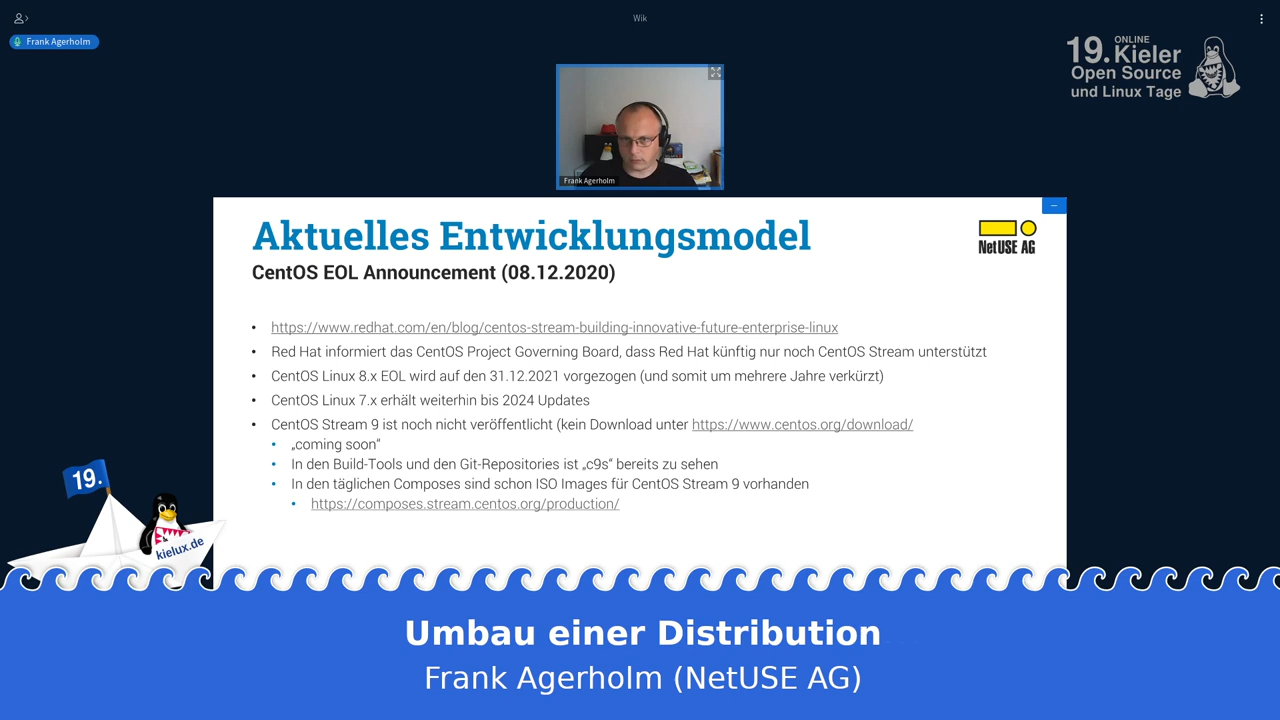 Wik
Frank Agerholm
ONLINE
19. Kieler
Open Source
und Linux Tage
Frank Agerholm
Aktuelles Entwicklungsmodel
NetUSE AG
CentOS EOL Announcement (08.12.2020)
• https://www.redhat.com/en/blog/centos-stream-building-innovative-future-enterprise-linux
• Red Hat informiert das CentOS Project Governing Board, dass Red Hat künftig nur noch CentOS Stream unterstützt
• CentOS Linux 8.x EOL wird auf den 31.12.2021 vorgezogen (und somit um mehrere Jahre verkürzt)
• CentOS Linux 7.x erhält weiterhin bis 2024 Updates
• CentOS Stream 9 ist noch nicht veröffentlicht (kein Download unter https://www.centos.org/download/
• „coming soon“
• In den Build-Tools und den Git-Repositories ist „c9s“ bereits zu sehen
• In den täglichen Composes sind schon ISO Images für CentOS Stream 9 vorhanden
• https://composes.stream.centos.org/production/
19.
kielux.de
Umbau einer Distribution
Frank Agerholm (NetUSE AG)